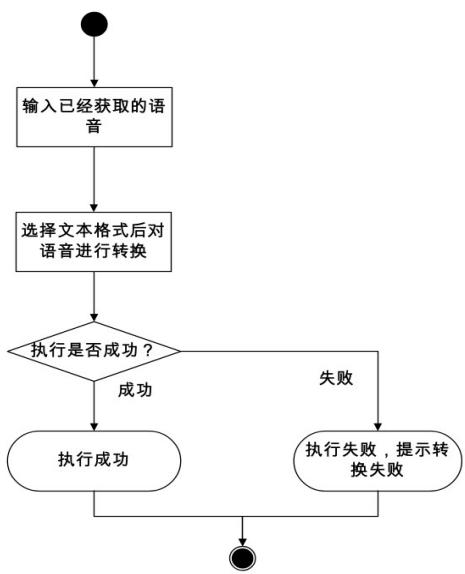 输入已经获取的语
音
选择文本格式后对
语音进行转换
执行是否成功？
成功
失败
执行成功
执行失败，提示转
换失败